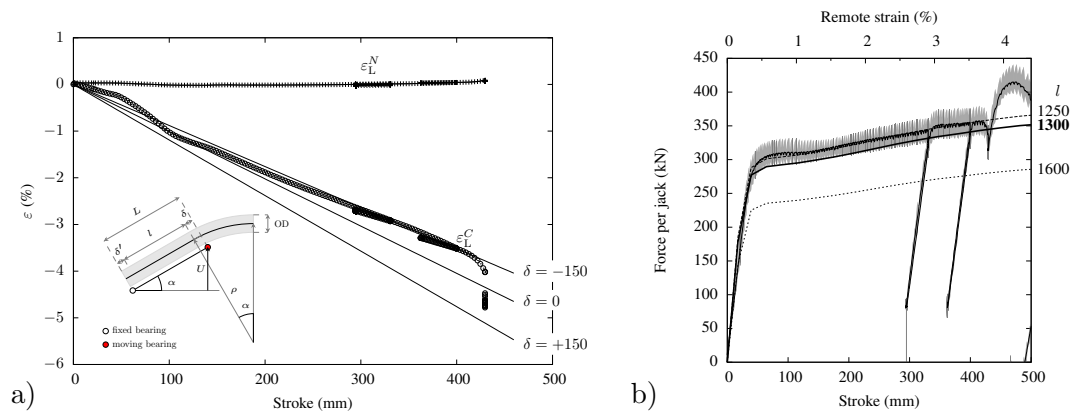 a)
ε (%)
1
0
−1
−2
−3
−4
−5
−6
0
100
200
300
400
500
Stroke (mm)
ε_L^N
ε_L^C
δ = −150
δ = 0
δ = +150
L
l
δ
δ′
OD
U
α
ρ
α
fixed bearing
moving bearing
b)
Remote strain (%)
0
1
2
3
4
Force per jack (kN)
450
400
350
300
250
200
150
100
50
0
l
1250
1300
1600
0
100
200
300
400
500
Stroke (mm)